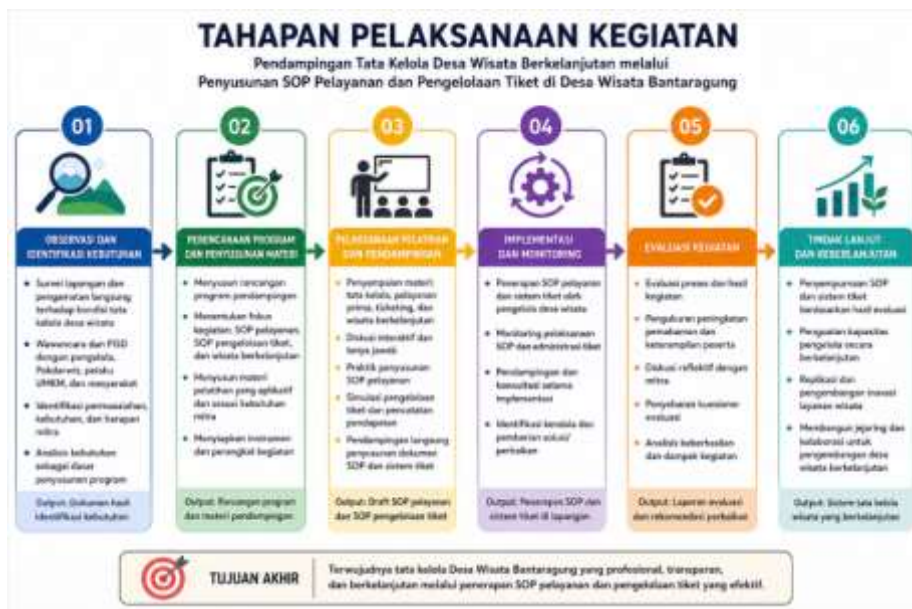 TAHAPAN PELAKSANAAN KEGIATAN
Pendampingan Tata Kelola Desa Wisata Berkelanjutan melalui
Penyusunan SOP Pelayanan dan Pengelolaan Tiket di Desa Wisata Bantaragung
01
OBSERVASI DAN
IDENTIFIKASI KEBUTUHAN
Survei lapangan dan
pengamatan langsung
terhadap kondisi tata
kelola desa wisata
Wawancara dan FGD
dengan pengelola,
Pokdarwis, pelaku
UMKM, dan masyarakat
Identifikasi permasalahan,
kebutuhan, dan harapan
mitra
Analisis kebutuhan
sebagai dasar
penyusunan program
Output: Dokumen hasil
identifikasi kebutuhan
02
PERENCANAAN PROGRAM
DAN PENYUSUNAN MATERI
Menyusun rancangan
program pendampingan
Menentukan fokus
kegiatan: SOP pelayanan,
SOP pengelolaan tiket,
dan wisata berkelanjutan
Menyusun materi
pelatihan yang aplikatif
dan sesuai kebutuhan
mitra
Menyiapkan instrumen
dan perangkat kegiatan
Output: Rancangan program
dan materi pendampingan
03
PELAKSANAAN PELATIHAN
DAN PENDAMPINGAN
Penyampaian materi:
tata kelola, pelayanan
prima, ticketing, dan
wisata berkelanjutan
Diskusi interaktif dan
tanya jawab
Praktik penyusunan
SOP pelayanan
Simulasi pengelolaan
tiket dan pencatatan
pendapatan
Pendampingan langsung
penyusunan dokumen
SOP dan sistem tiket
Output: Draft SOP pelayanan
dan SOP pengelolaan tiket
04
IMPLEMENTASI
DAN MONITORING
Penerapan SOP pelayanan
dan sistem tiket oleh
pengelola desa wisata
Monitoring pelaksanaan
SOP dan administrasi tiket
Pendampingan dan
konsultasi selama
implementasi
Identifikasi kendala dan
pemberian solusi/
perbaikan
Output: Penerapan SOP dan
sistem tiket di lapangan
05
EVALUASI KEGIATAN
Evaluasi proses dan hasil
kegiatan
Pengukuran peningkatan
pemahaman dan
keterampilan peserta
Diskusi reflektif dengan
mitra
Penyebaran kuesioner
evaluasi
Analisis keberhasilan
dan dampak kegiatan
Output: Laporan evaluasi
dan rekomendasi perbaikan
06
TINDAK LANJUT
DAN KEBERLANJUTAN
Penyempurnaan SOP
dan sistem tiket
berdasarkan hasil evaluasi
Penguatan kapasitas
pengelola secara
berkelanjutan
Replikasi dan
pengembangan inovasi
layanan wisata
Membangun jejaring dan
kolaborasi untuk
pengembangan desa
wisata berkelanjutan
Output: Sistem tata kelola
wisata yang berkelanjutan
TUJUAN AKHIR
Terwujudnya tata kelola Desa Wisata Bantaragung yang profesional, transparan,
dan berkelanjutan melalui penerapan SOP pelayanan dan pengelolaan tiket yang efektif.